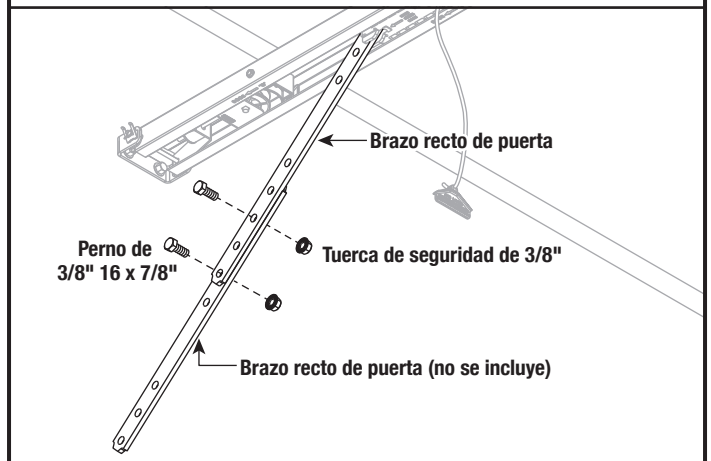 Brazo recto de puerta
Perno de
3/8" 16 x 7/8"
Tuerca de seguridad de 3/8"
Brazo recto de puerta (no se incluye)